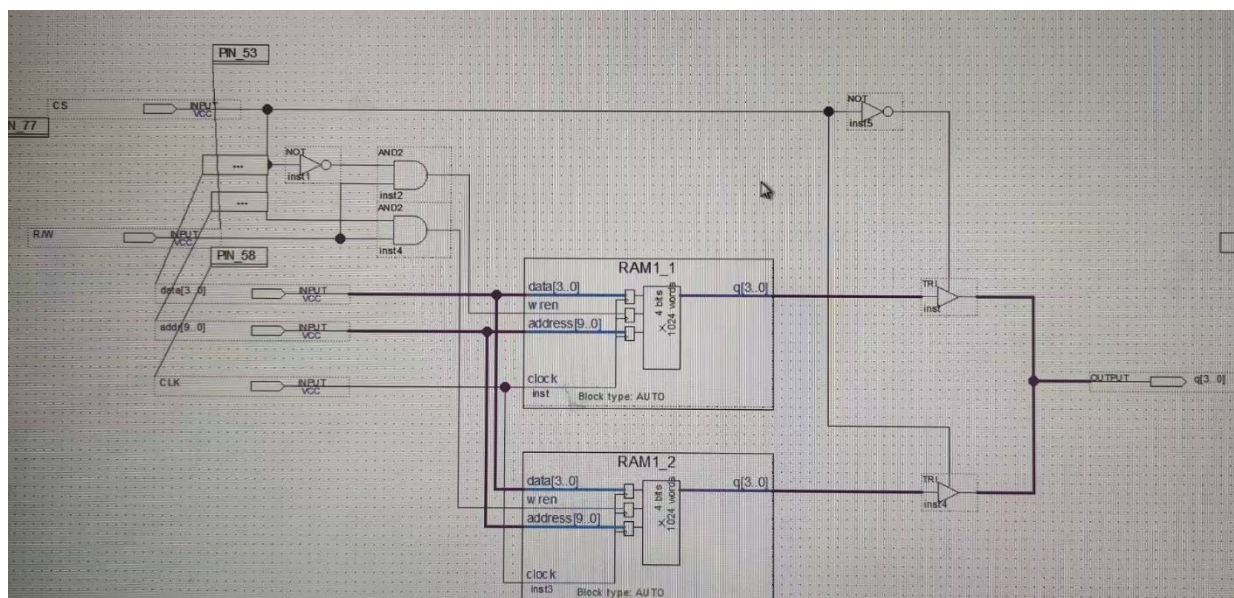 PIN_53
CS
INPUT
VCC
NOT
inst5
N_77
...
NOT
inst1
AND2
inst2
...
AND2
inst4
R/W
INPUT
VCC
PIN_58
RAM1_1
data[3..0]
INPUT
VCC
data[3..0]
wren
address[9..0]
q[3..0]
4 bits
×
1024 words
TRI
inst
addr[9..0]
INPUT
VCC
CLK
INPUT
VCC
clock
inst
Block type: AUTO
OUTPUT
q[3..0]
RAM1_2
data[3..0]
wren
address[9..0]
q[3..0]
4 bits
×
1024 words
TRI
inst4
clock
inst3
Block type: AUTO